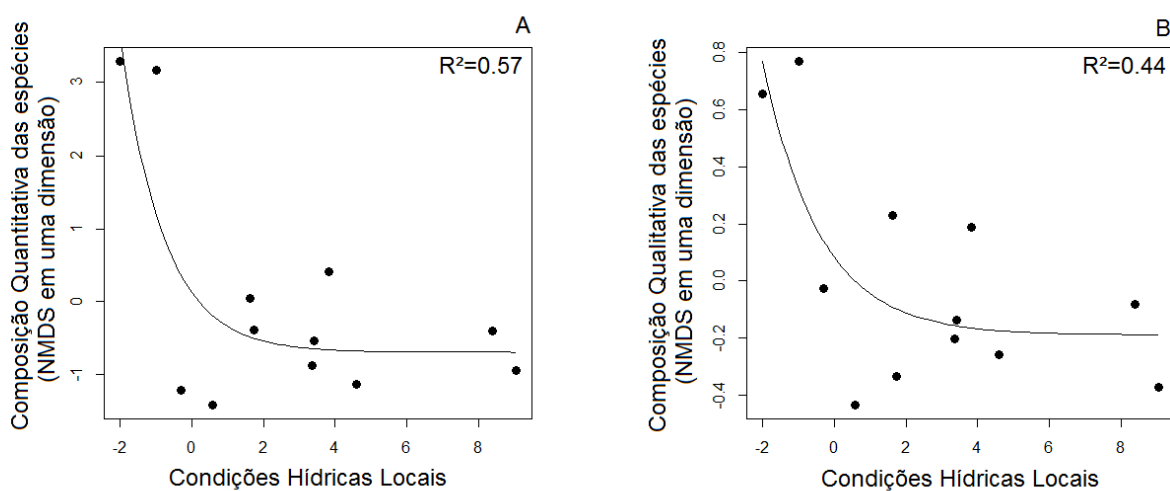 A
R²=0.57
Composição Quantitativa das espécies
(NMDS em uma dimensão)
3
2
1
0
-1
-2 0 2 4 6 8
Condições Hídricas Locais
B
R²=0.44
Composição Qualitativa das espécies
(NMDS em uma dimensão)
0.8
0.6
0.4
0.2
0.0
-0.2
-0.4
-2 0 2 4 6 8
Condições Hídricas Locais